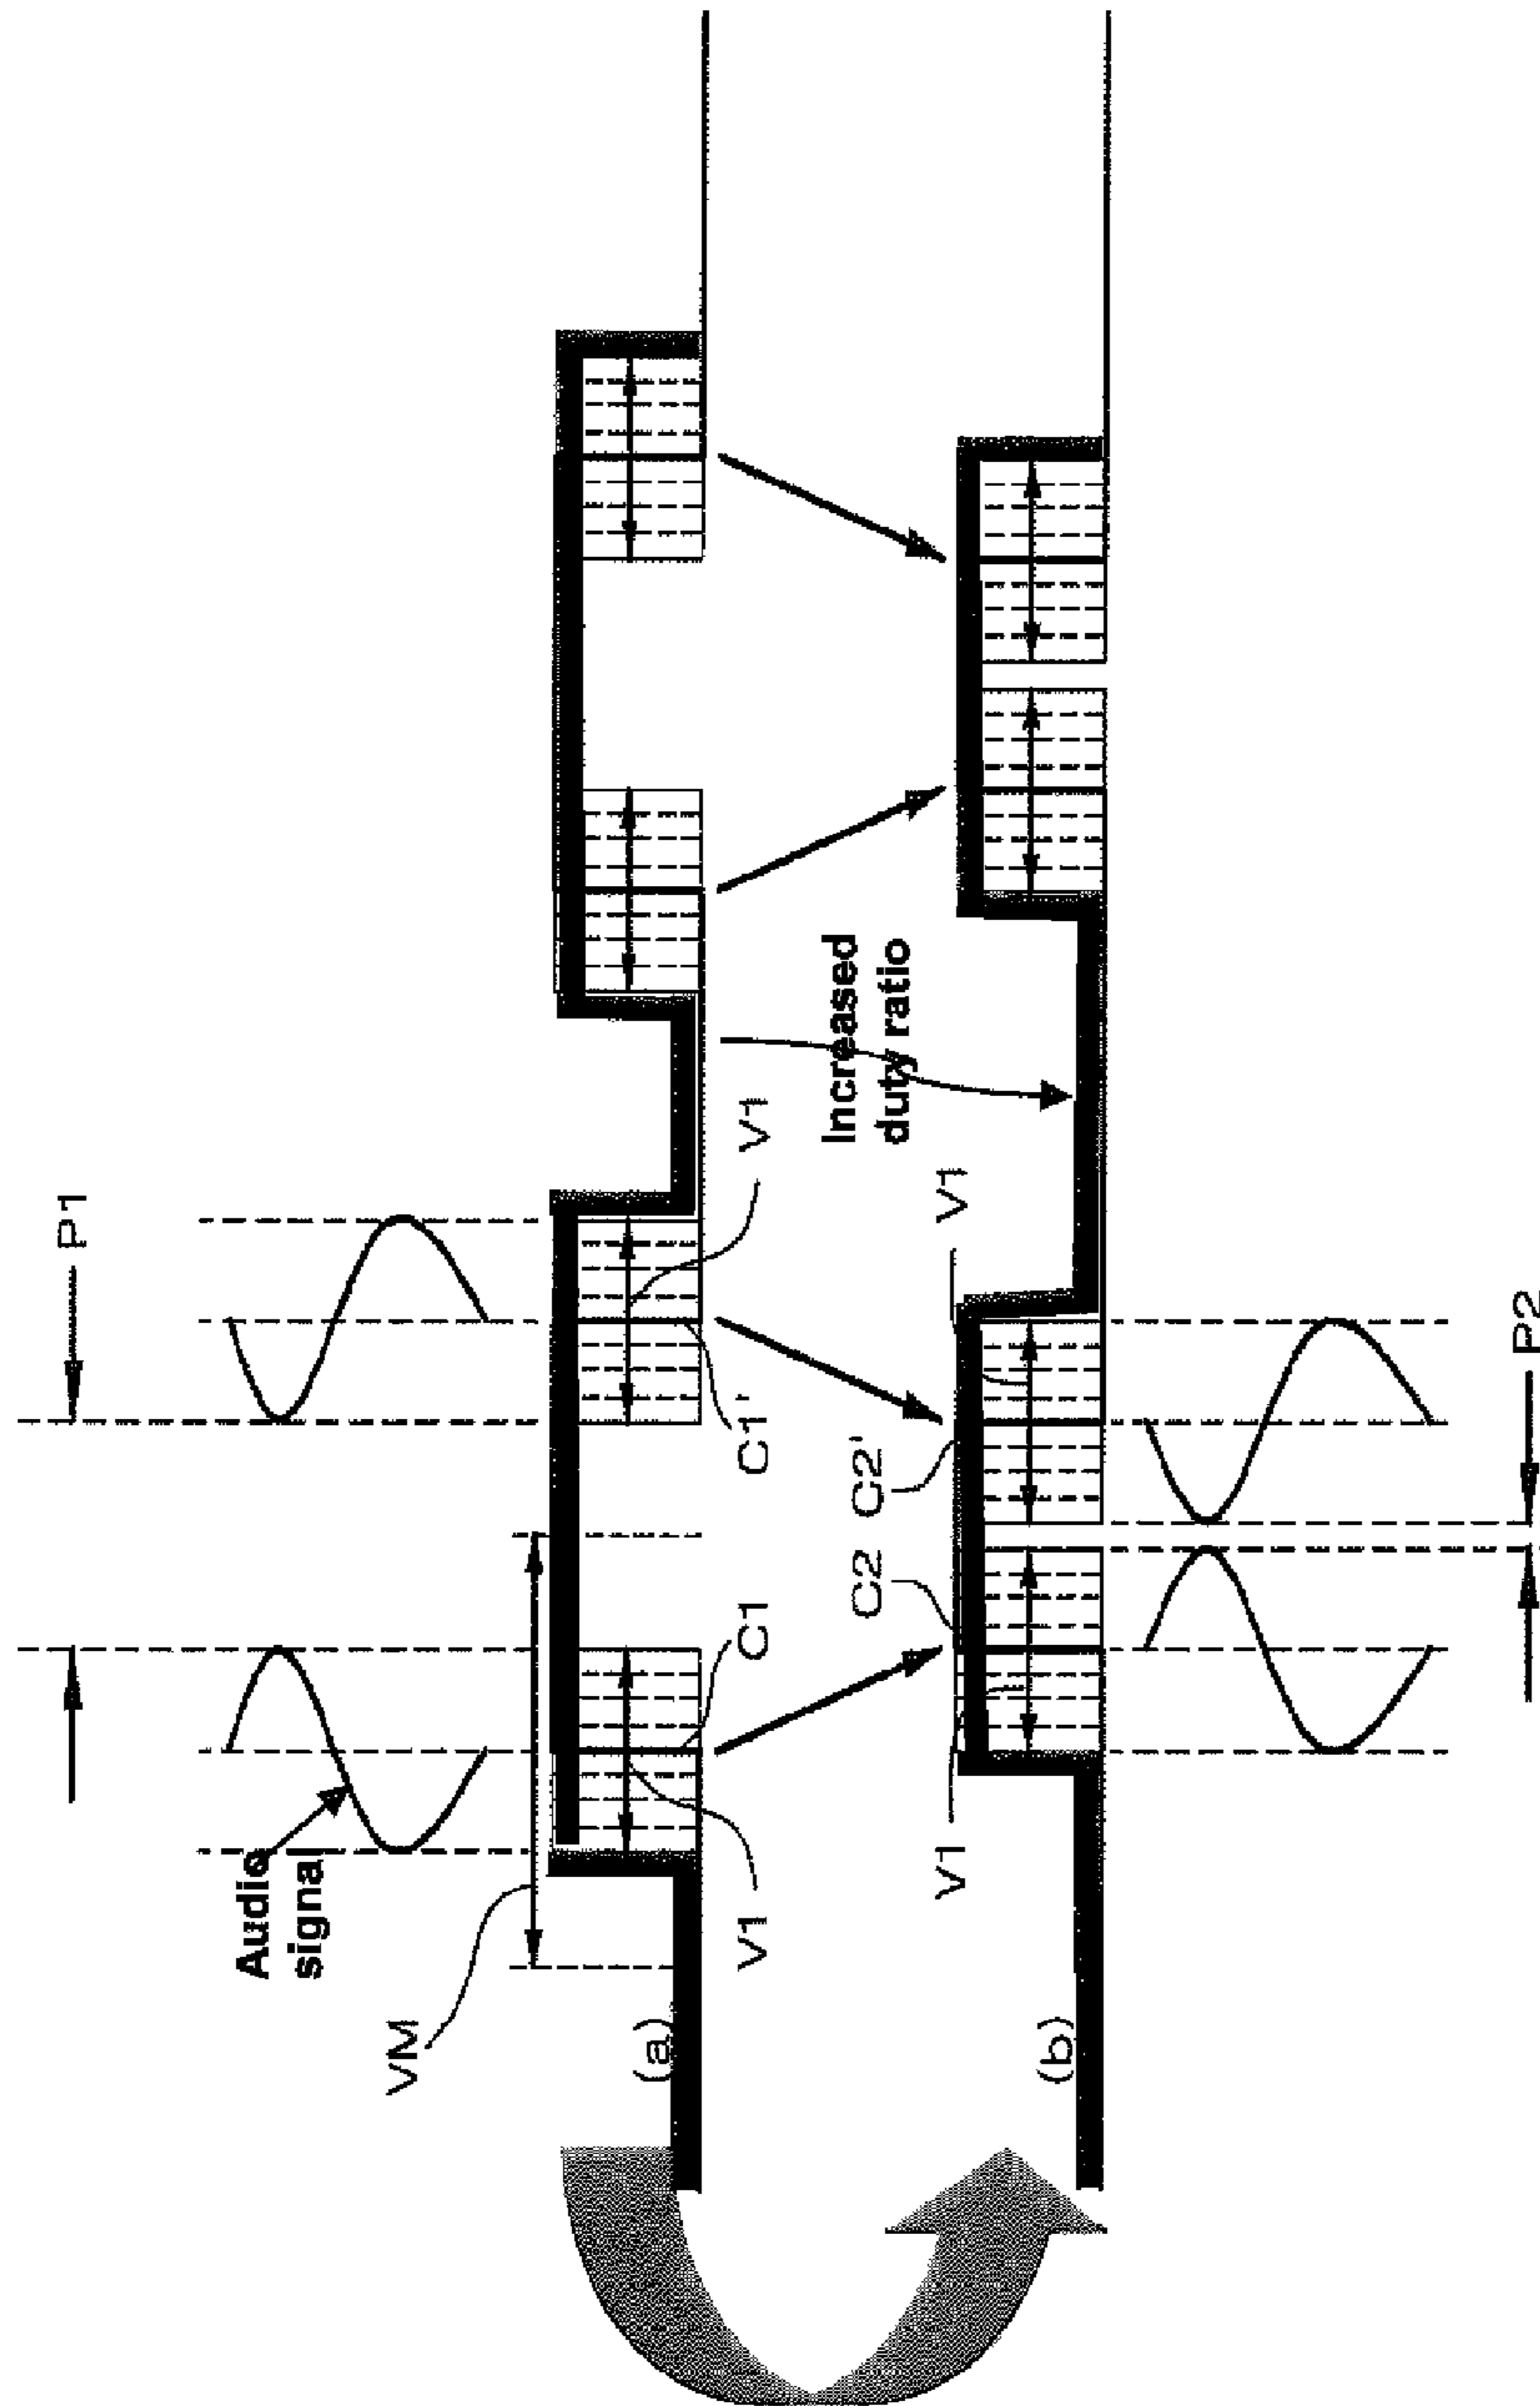 P1
Audio
signal
VM
(a)
V1
C1
C1'
V1
Increased
duty ratio
C2
C2'
V1
V1
(b)
P2